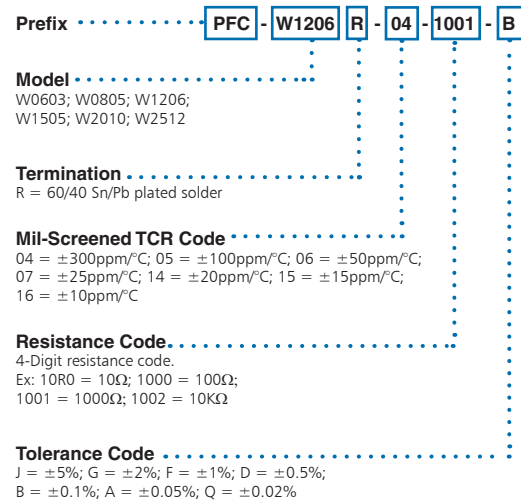 Prefix PFC - W1206 R - 04 - 1001 - B
Model
W0603; W0805; W1206;
W1505; W2010; W2512
Termination
R = 60/40 Sn/Pb plated solder
Mil-Screened TCR Code
04 = ±300ppm/°C; 05 = ±100ppm/°C; 06 = ±50ppm/°C;
07 = ±25ppm/°C; 14 = ±20ppm/°C; 15 = ±15ppm/°C;
16 = ±10ppm/°C
Resistance Code
4-Digit resistance code.
Ex: 10R0 = 10Ω; 1000 = 100Ω;
1001 = 1000Ω; 1002 = 10KΩ
Tolerance Code
J = ±5%; G = ±2%; F = ±1%; D = ±0.5%;
B = ±0.1%; A = ±0.05%; Q = ±0.02%